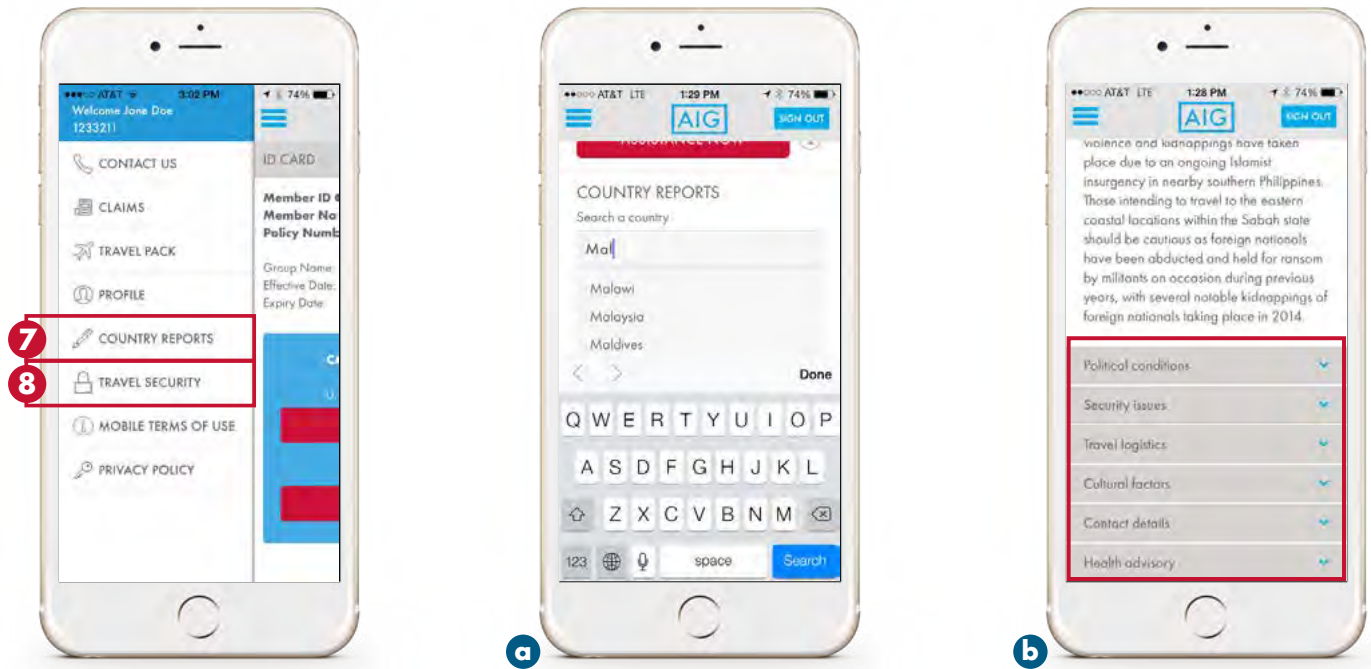 AT&T 3:02 PM
74%
Welcome Jane Doe
1233211
CONTACT US
CLAIMS
TRAVEL PACK
PROFILE
7
COUNTRY REPORTS
8
TRAVEL SECURITY
MOBILE TERMS OF USE
PRIVACY POLICY
ID CARD
Member ID
Member Na
Policy Numb
Group Name
Effective Date:
Expiry Date
U.
AT&T LTE 1:29 PM 74%
AIG
SIGN OUT
ASSISTANCE NOW
COUNTRY REPORTS
Search a country
Mal
Malawi
Malaysia
Maldives
Done
Q W E R T Y U I O P
A S D F G H J K L
Z X C V B N M
123 space Search
a
AT&T LTE 1:28 PM 74%
AIG
SIGN OUT
violence and kidnappings have taken
place due to an ongoing Islamist
insurgency in nearby southern Philippines.
Those intending to travel to the eastern
coastal locations within the Sabah state
should be cautious as foreign nationals
have been abducted and held for ransom
by militants on occasion during previous
years, with several notable kidnappings of
foreign nationals taking place in 2014.
Political conditions
Security issues
Travel logistics
Cultural factors
Contact details
Health advisory
b